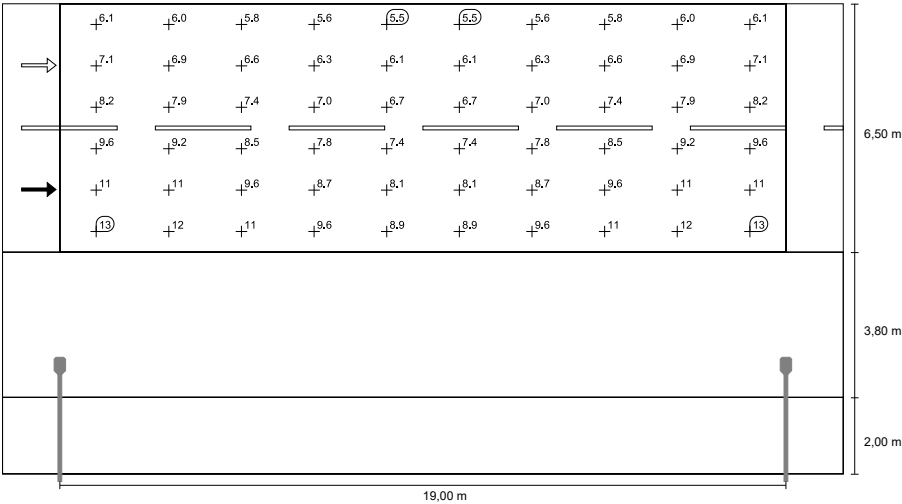 6.1 6.0 5.8 5.6 5.5 5.5 5.6 5.8 6.0 6.1
7.1 6.9 6.6 6.3 6.1 6.1 6.3 6.6 6.9 7.1
8.2 7.9 7.4 7.0 6.7 6.7 7.0 7.4 7.9 8.2
6,50 m
9.6 9.2 8.5 7.8 7.4 7.4 7.8 8.5 9.2 9.6
11 11 9.6 8.7 8.1 8.1 8.7 9.6 11 11
13 12 11 9.6 8.9 8.9 9.6 11 12 13
3,80 m
2,00 m
19,00 m